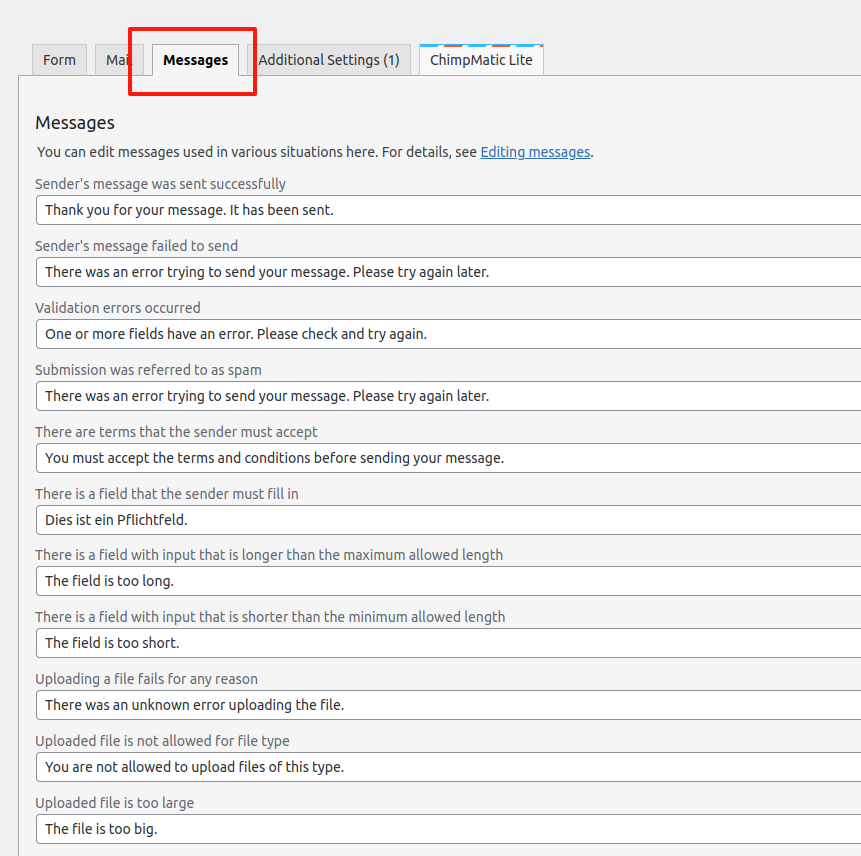 Form Mail Messages Additional Settings (1) ChimpMatic Lite
Messages
You can edit messages used in various situations here. For details, see Editing messages.
Sender's message was sent successfully
Thank you for your message. It has been sent.
Sender's message failed to send
There was an error trying to send your message. Please try again later.
Validation errors occurred
One or more fields have an error. Please check and try again.
Submission was referred to as spam
There was an error trying to send your message. Please try again later.
There are terms that the sender must accept
You must accept the terms and conditions before sending your message.
There is a field that the sender must fill in
Dies ist ein Pflichtfeld.
There is a field with input that is longer than the maximum allowed length
The field is too long.
There is a field with input that is shorter than the minimum allowed length
The field is too short.
Uploading a file fails for any reason
There was an unknown error uploading the file.
Uploaded file is not allowed for file type
You are not allowed to upload files of this type.
Uploaded file is too large
The file is too big.